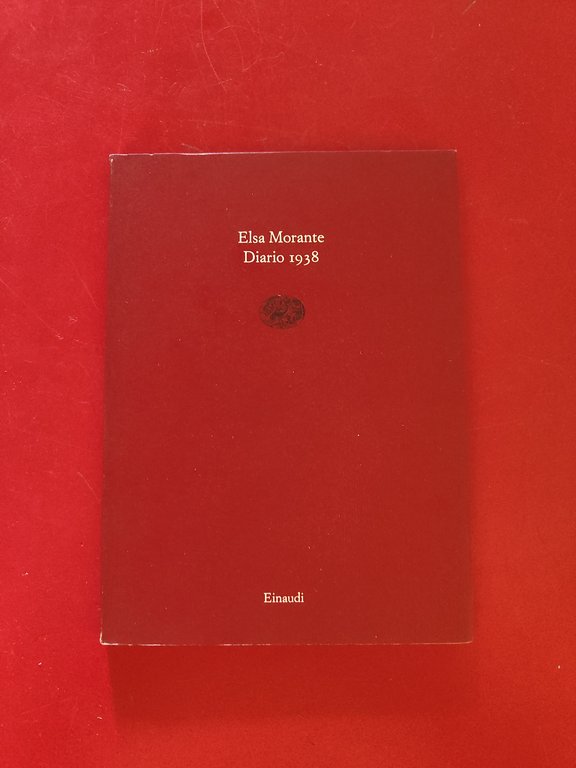 Elsa Morante
Diario 1938
Einaudi